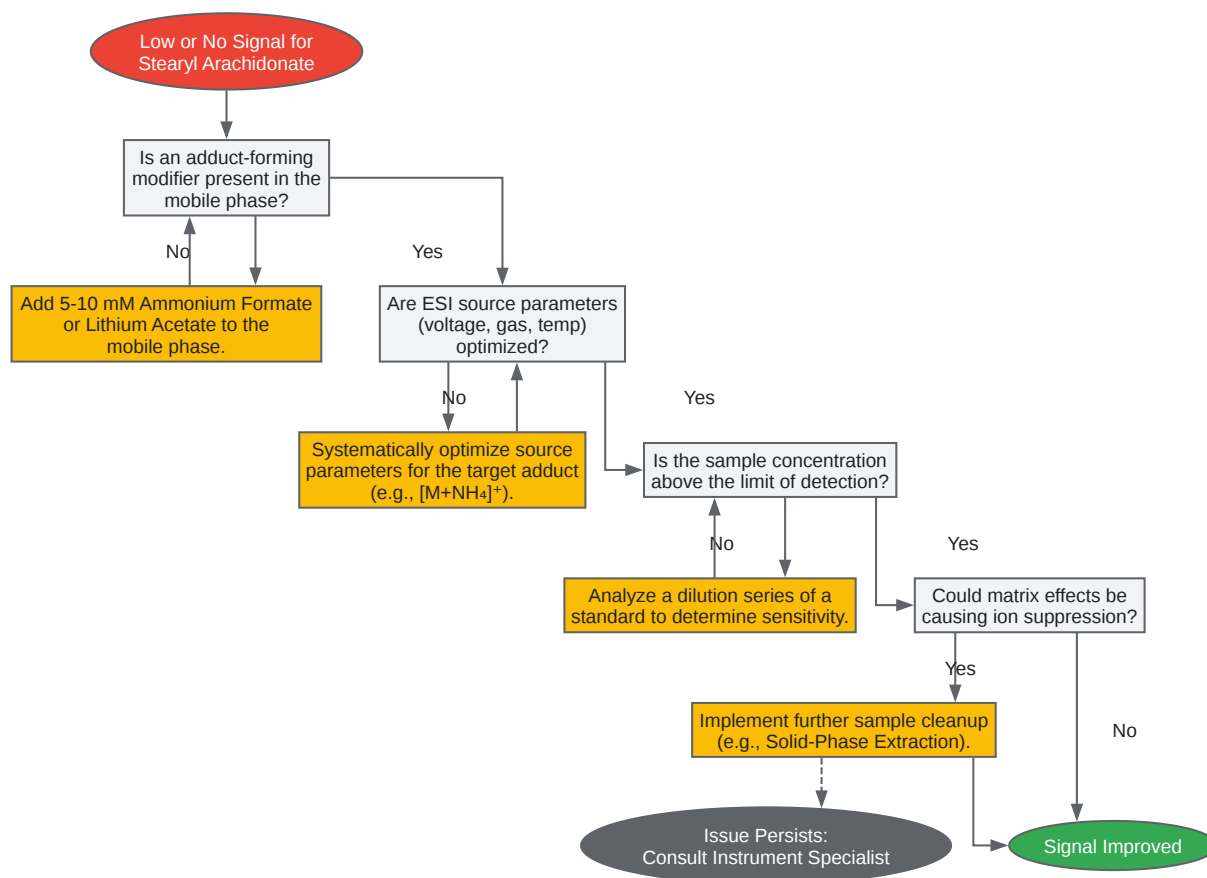 Low or No Signal for
Stearyl Arachidonate
Is an adduct-forming
modifier present in the
mobile phase?
No
Yes
Add 5-10 mM Ammonium Formate
or Lithium Acetate to the
mobile phase.
Are ESI source parameters
(voltage, gas, temp)
optimized?
No
Yes
Systematically optimize source
parameters for the target adduct
(e.g., [M+NH₄]⁺).
Is the sample concentration
above the limit of detection?
No
Yes
Analyze a dilution series of a
standard to determine sensitivity.
Could matrix effects be
causing ion suppression?
Yes
No
Implement further sample cleanup
(e.g., Solid-Phase Extraction).
Issue Persists:
Consult Instrument Specialist
Signal Improved